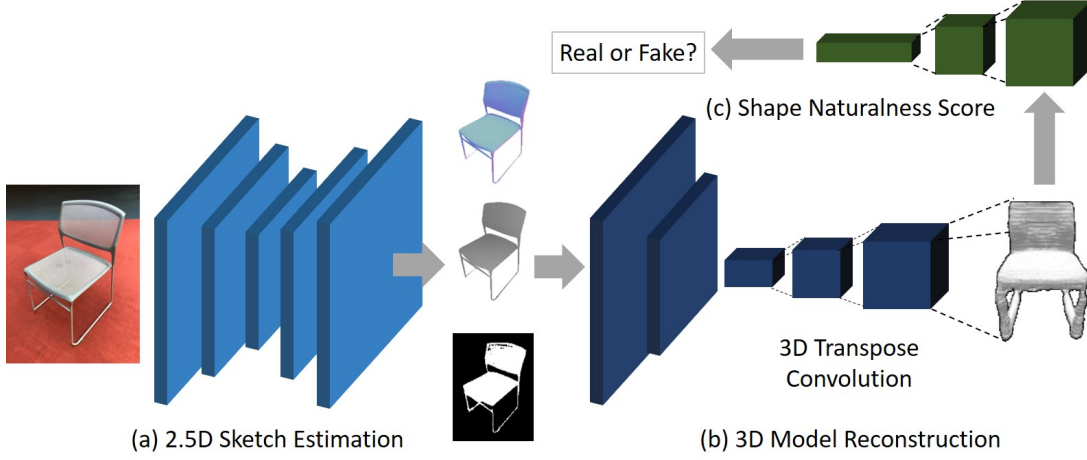 Real or Fake?
(c) Shape Naturalness Score
3D Transpose
Convolution
(a) 2.5D Sketch Estimation
(b) 3D Model Reconstruction